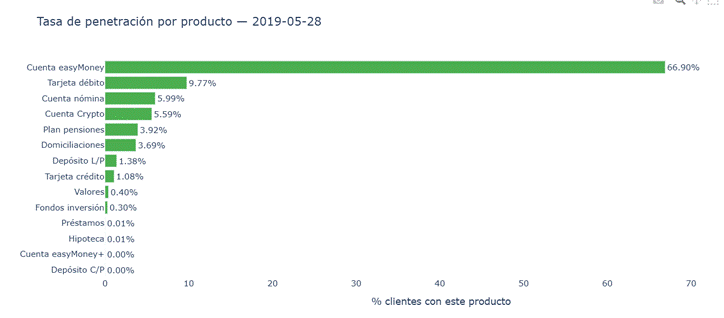 Tasa de penetración por producto — 2019-05-28
Cuenta easyMoney 66.90%
Tarjeta débito 9.77%
Cuenta nómina 5.99%
Cuenta Crypto 5.59%
Plan pensiones 3.92%
Domiciliaciones 3.69%
Depósito L/P 1.38%
Tarjeta crédito 1.08%
Valores 0.40%
Fondos inversión 0.30%
Préstamos 0.01%
Hipoteca 0.01%
Cuenta easyMoney+ 0.00%
Depósito C/P 0.00%
0 10 20 30 40 50 60 70
% clientes con este producto